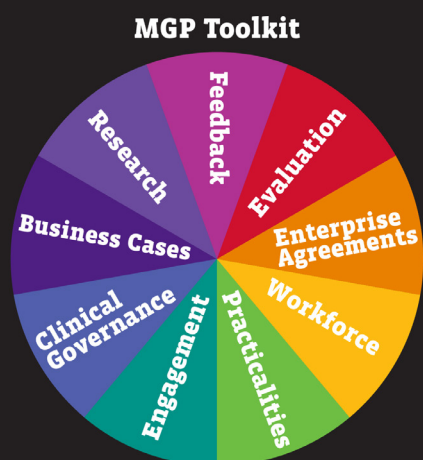 MGP Toolkit
Feedback
Evaluation
Enterprise
Agreements
Workforce
Practicalities
Engagement
Clinical
Governance
Business Cases
Research